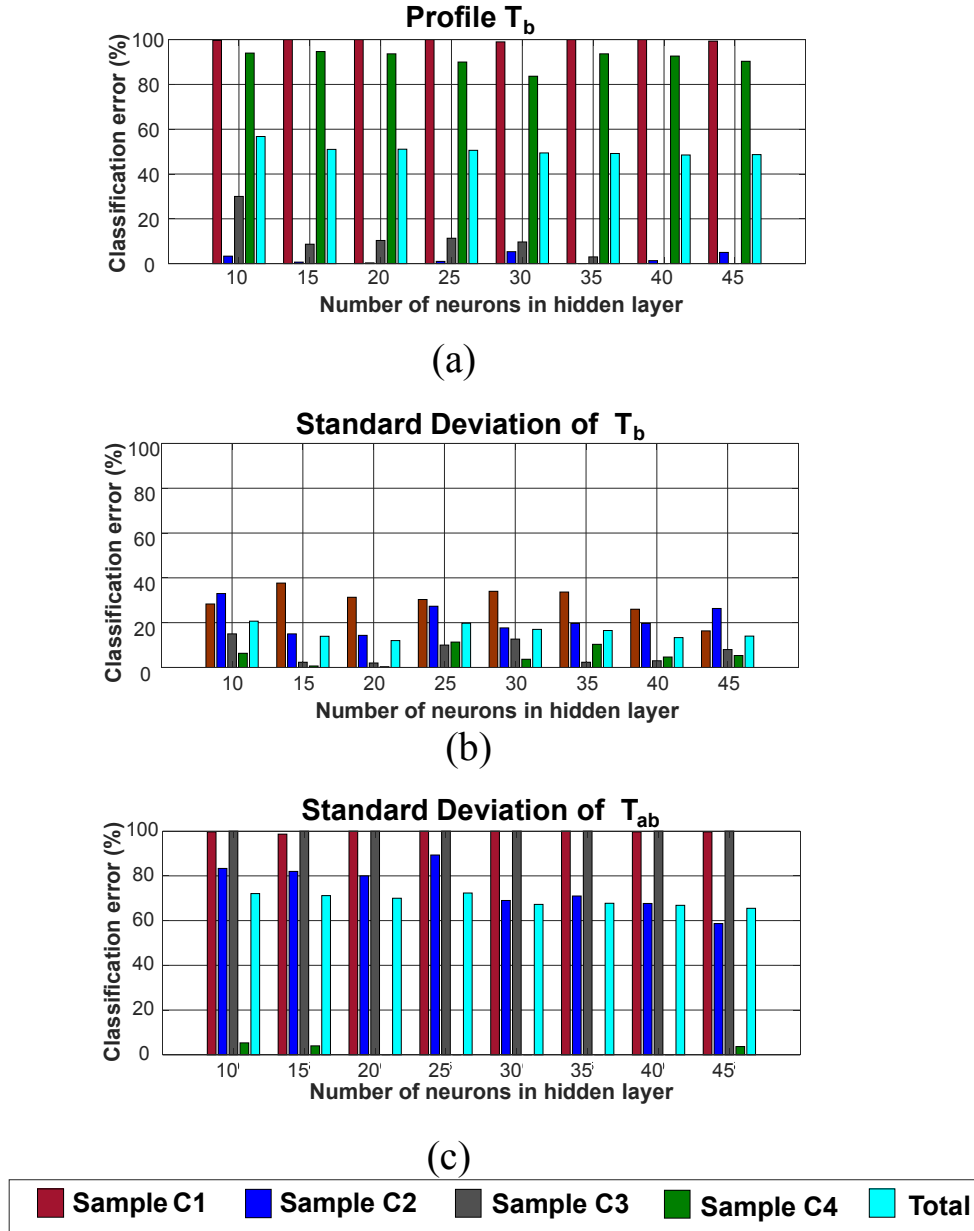 Profile Tb
Classification error (%)
100
80
60
40
20
0
10 15 20 25 30 35 40 45
Number of neurons in hidden layer
(a)
Standard Deviation of Tb
Classification error (%)
100
80
60
40
20
0
10 15 20 25 30 35 40 45
Number of neurons in hidden layer
(b)
Standard Deviation of Tab
Classification error (%)
100
80
60
40
20
0
10 15 20 25 30 35 40 45
Number of neurons in hidden layer
(c)
Sample C1 Sample C2 Sample C3 Sample C4 Total